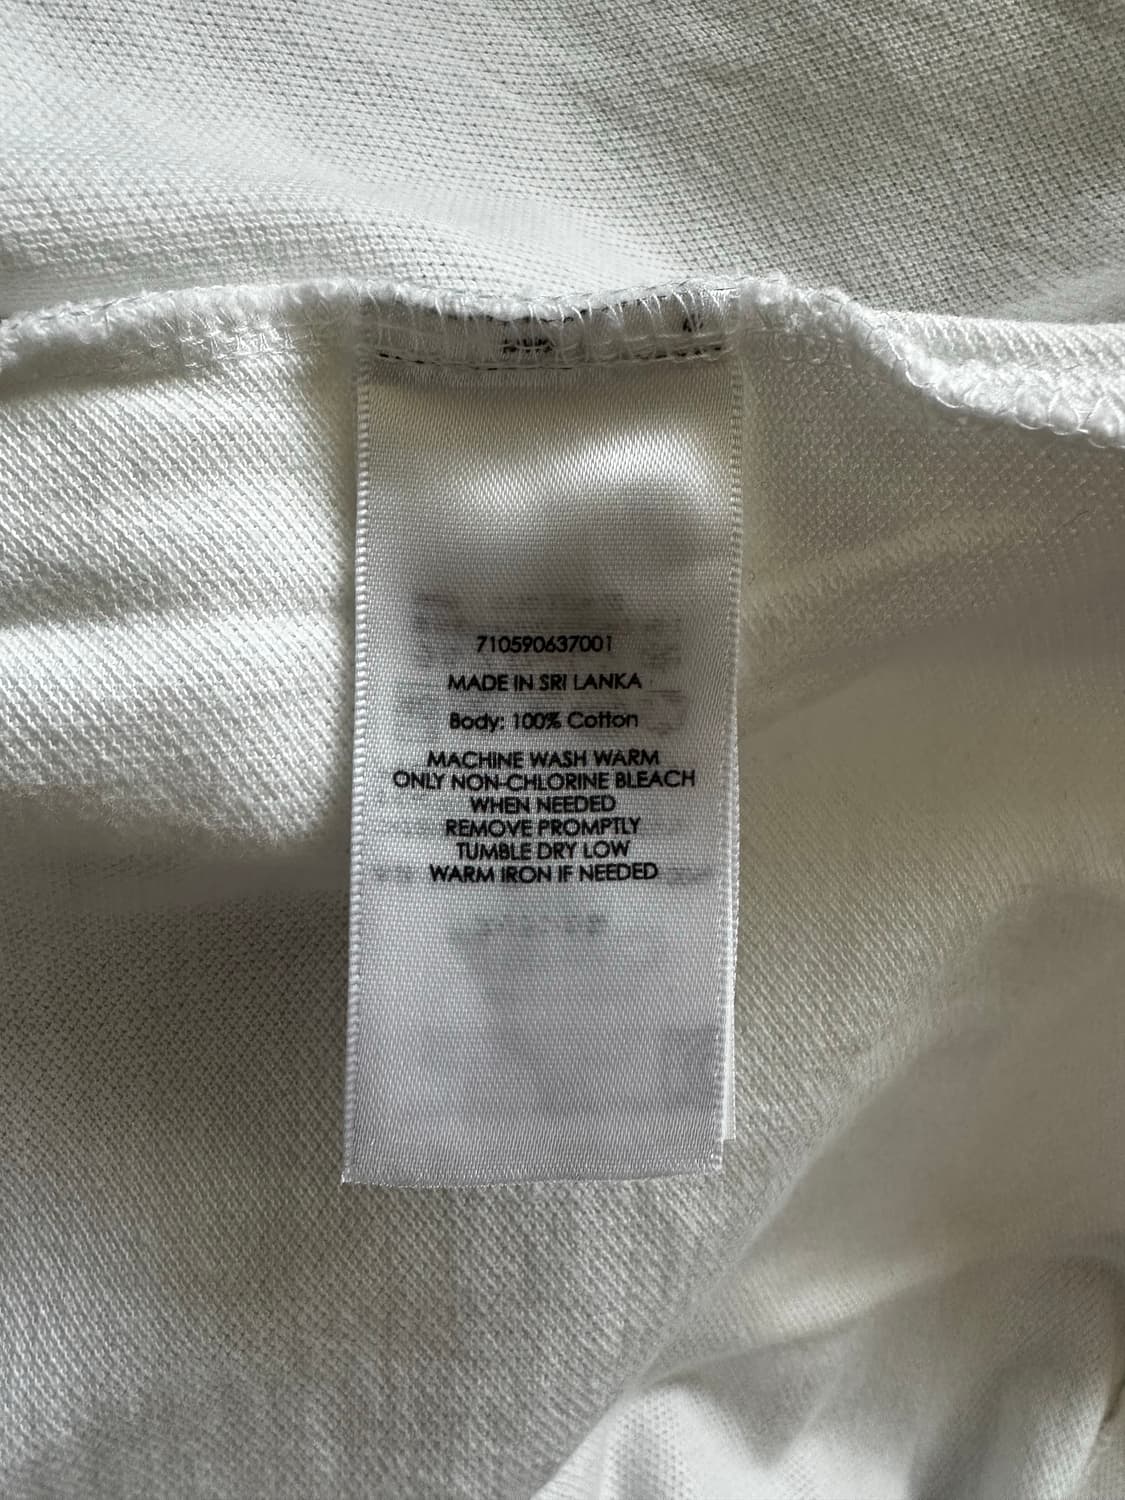 710590637001
MADE IN SRI LANKA
Body: 100% Cotton
MACHINE WASH WARM
ONLY NON-CHLORINE BLEACH
WHEN NEEDED
REMOVE PROMPTLY
TUMBLE DRY LOW
WARM IRON IF NEEDED